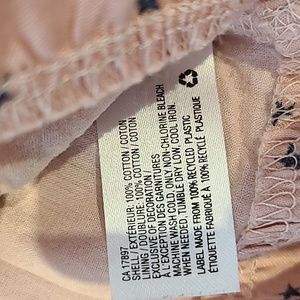 CA 17897
SHELL / EXTÉRIEUR: 100% COTTON / COTON
LINING / DOUBLURE: 100% COTTON / COTON
EXCLUSIVE OF DECORATION /
À L'EXCLUSION DES GARNITURES
MACHINE WASH COLD. ONLY NON-CHLORINE BLEACH
WHEN NEEDED. TUMBLE DRY LOW. COOL IRON.
LABEL MADE FROM 100% RECYCLED PLASTIC
ÉTIQUETTE FABRIQUÉ À 100% RECYCLÉ PLASTIQUE